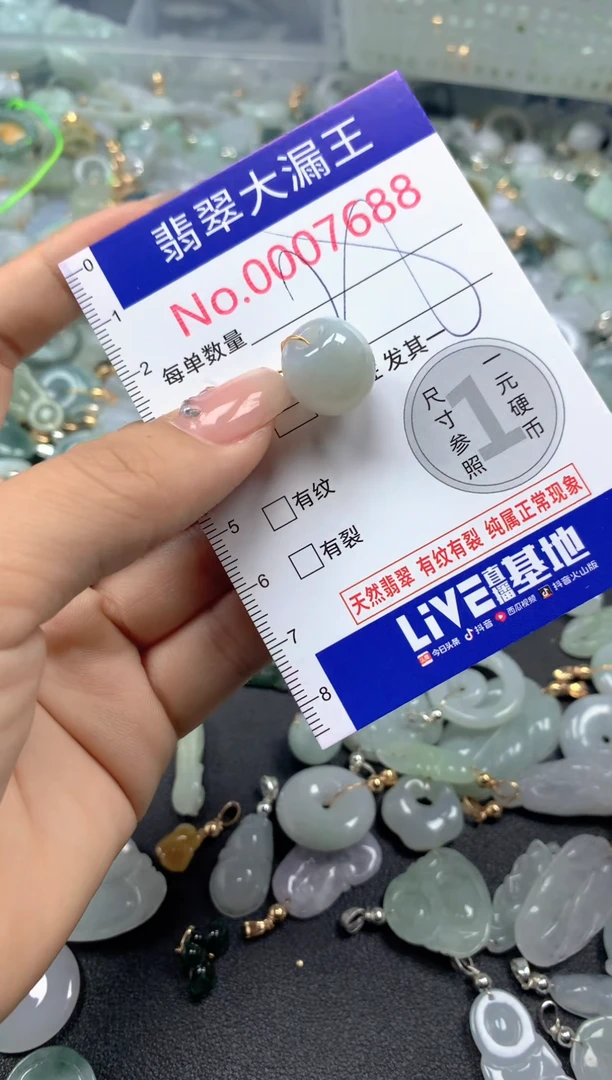 翡翠大漏王
No.0007688
每单数量
发其一
尺寸参照
1
一元硬币
有纹
有裂
天然翡翠 有纹有裂 纯属正常现象
LiVE直播基地
今日头条 抖音 西瓜视频 抖音火山版
0
1
2
5
6
7
8